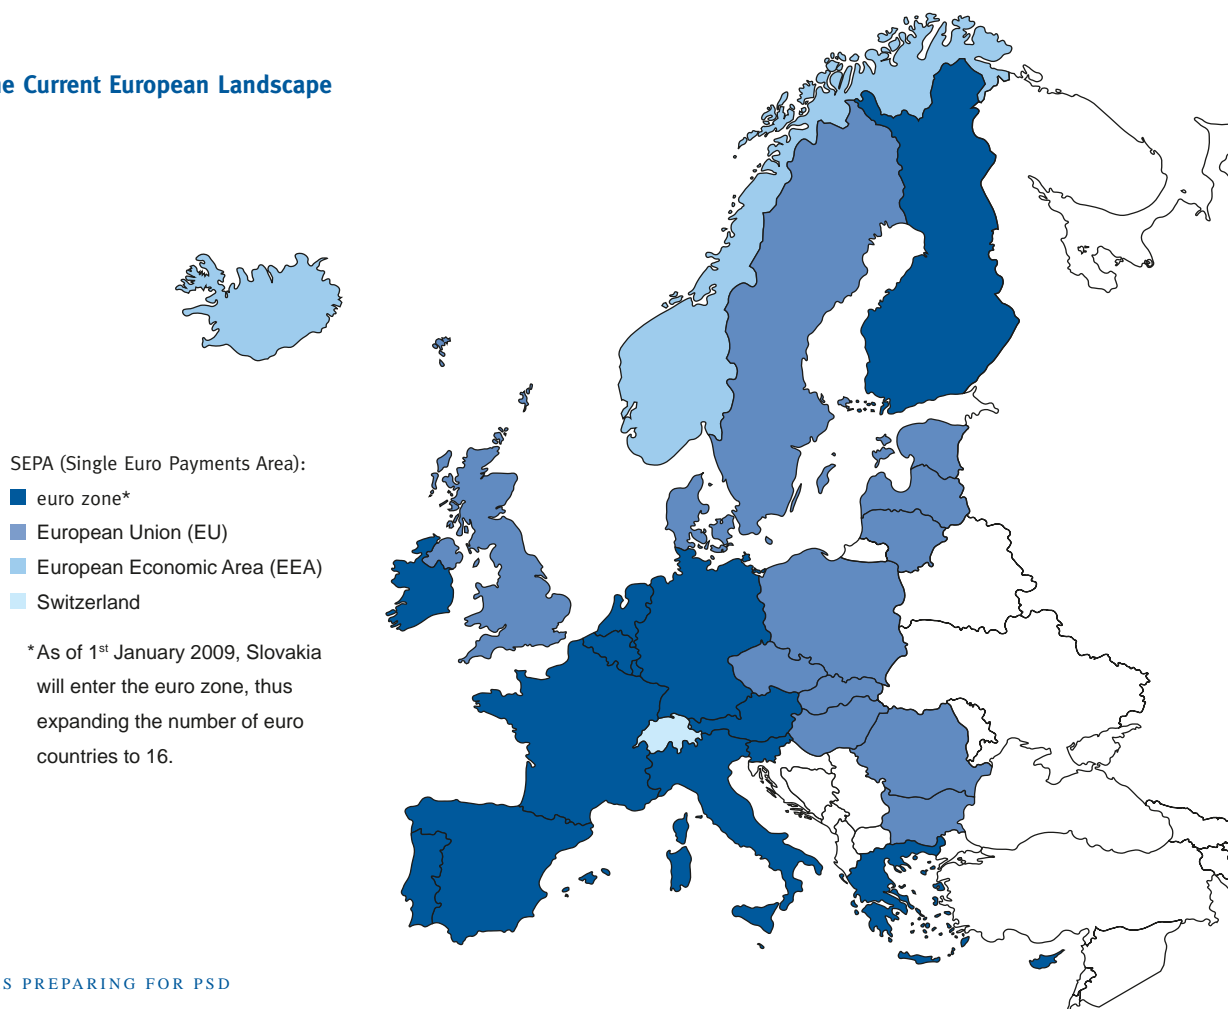 e Current European Landscape
SEPA (Single Euro Payments Area):
euro zone*
European Union (EU)
European Economic Area (EEA)
Switzerland
*As of 1st January 2009, Slovakia
will enter the euro zone, thus
expanding the number of euro
countries to 16.
S PREPARING FOR PSD